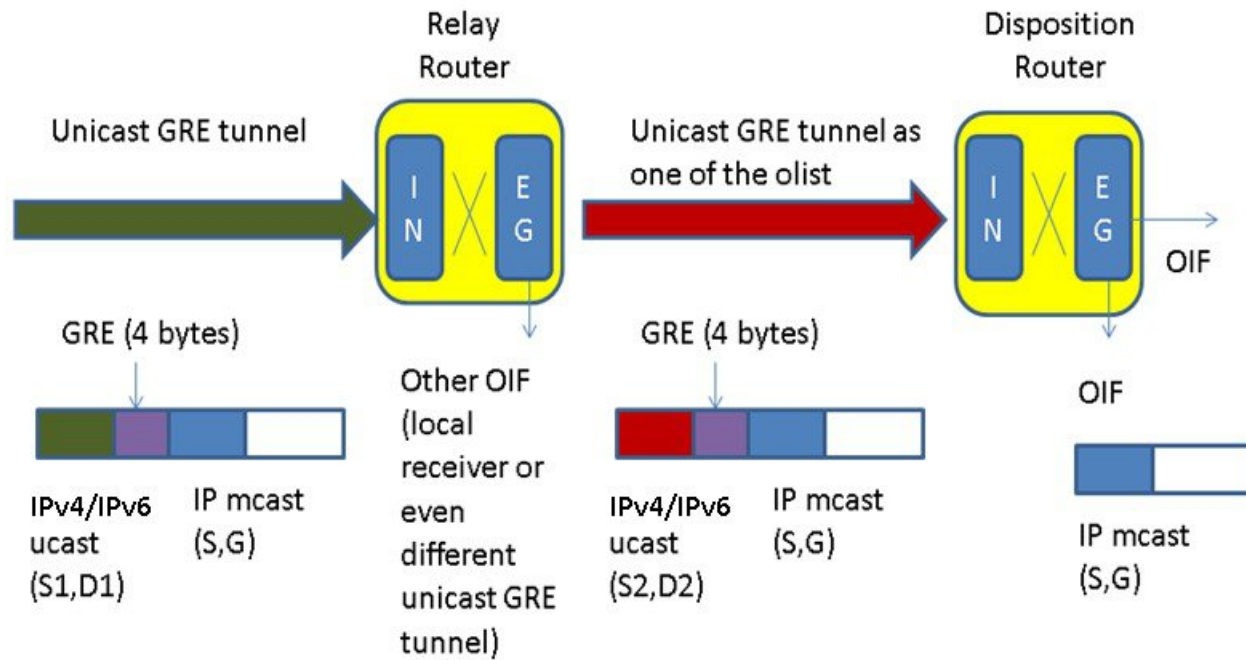 Relay
Router
Disposition
Router
Unicast GRE tunnel
Unicast GRE tunnel as
one of the olist
I
N
E
G
I
N
E
G
OIF
GRE (4 bytes)
IPv4/IPv6
ucast
(S1,D1)
IP mcast
(S,G)
Other OIF
(local
receiver or
even
different
unicast GRE
tunnel)
GRE (4 bytes)
IPv4/IPv6
ucast
(S2,D2)
IP mcast
(S,G)
OIF
IP mcast
(S,G)